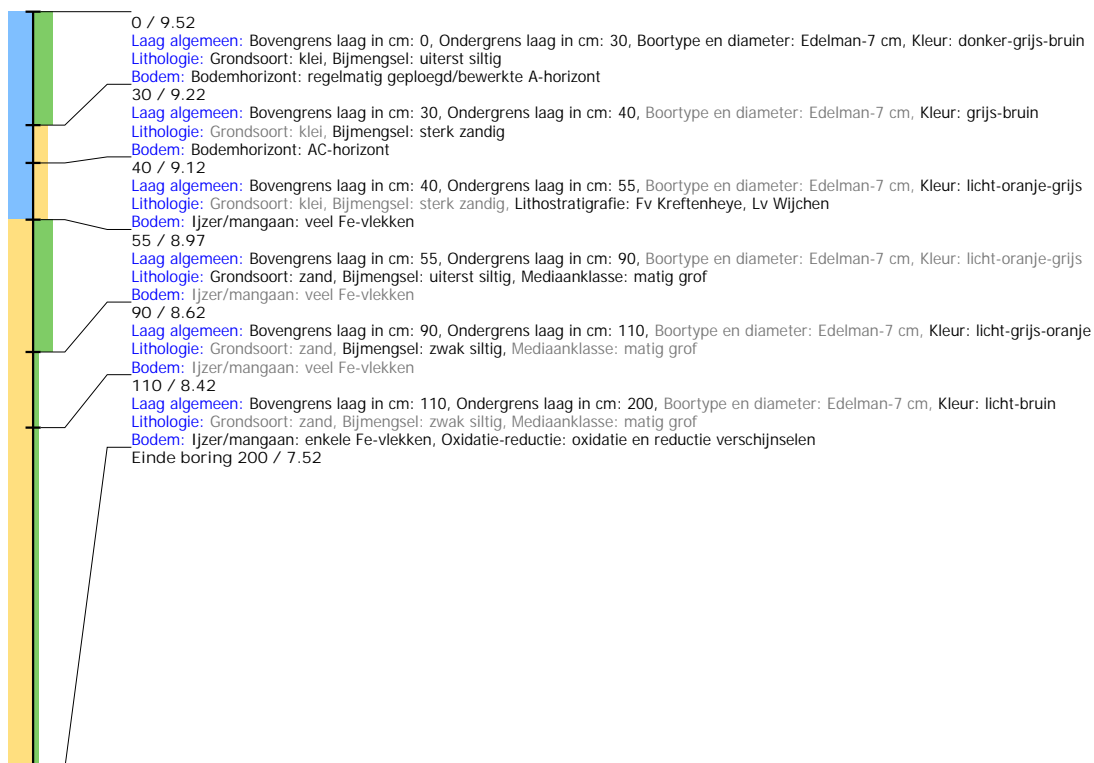 0 / 9.52
Laag algemeen: Bovengrens laag in cm: 0, Ondergrens laag in cm: 30, Boortype en diameter: Edelman-7 cm, Kleur: donker-grijs-bruin
Lithologie: Grondsoort: klei, Bijmengsel: uiterst siltig
Bodem: Bodemhorizont: regelmatig geploegd/bewerkte A-horizont
30 / 9.22
Laag algemeen: Bovengrens laag in cm: 30, Ondergrens laag in cm: 40, Boortype en diameter: Edelman-7 cm, Kleur: grijs-bruin
Lithologie: Grondsoort: klei, Bijmengsel: sterk zandig
Bodem: Bodemhorizont: AC-horizont
40 / 9.12
Laag algemeen: Bovengrens laag in cm: 40, Ondergrens laag in cm: 55, Boortype en diameter: Edelman-7 cm, Kleur: licht-oranje-grijs
Lithologie: Grondsoort: klei, Bijmengsel: sterk zandig, Lithostratigrafie: Fv Kreftenheye, Lv Wijchen
Bodem: Ijzer/mangaan: veel Fe-vlekken
55 / 8.97
Laag algemeen: Bovengrens laag in cm: 55, Ondergrens laag in cm: 90, Boortype en diameter: Edelman-7 cm, Kleur: licht-oranje-grijs
Lithologie: Grondsoort: zand, Bijmengsel: uiterst siltig, Mediaanklasse: matig grof
Bodem: Ijzer/mangaan: veel Fe-vlekken
90 / 8.62
Laag algemeen: Bovengrens laag in cm: 90, Ondergrens laag in cm: 110, Boortype en diameter: Edelman-7 cm, Kleur: licht-grijs-oranje
Lithologie: Grondsoort: zand, Bijmengsel: zwak siltig, Mediaanklasse: matig grof
Bodem: Ijzer/mangaan: veel Fe-vlekken
110 / 8.42
Laag algemeen: Bovengrens laag in cm: 110, Ondergrens laag in cm: 200, Boortype en diameter: Edelman-7 cm, Kleur: licht-bruin
Lithologie: Grondsoort: zand, Bijmengsel: zwak siltig, Mediaanklasse: matig grof
Bodem: Ijzer/mangaan: enkele Fe-vlekken, Oxidatie-reductie: oxidatie en reductie verschijnselen
Einde boring 200 / 7.52